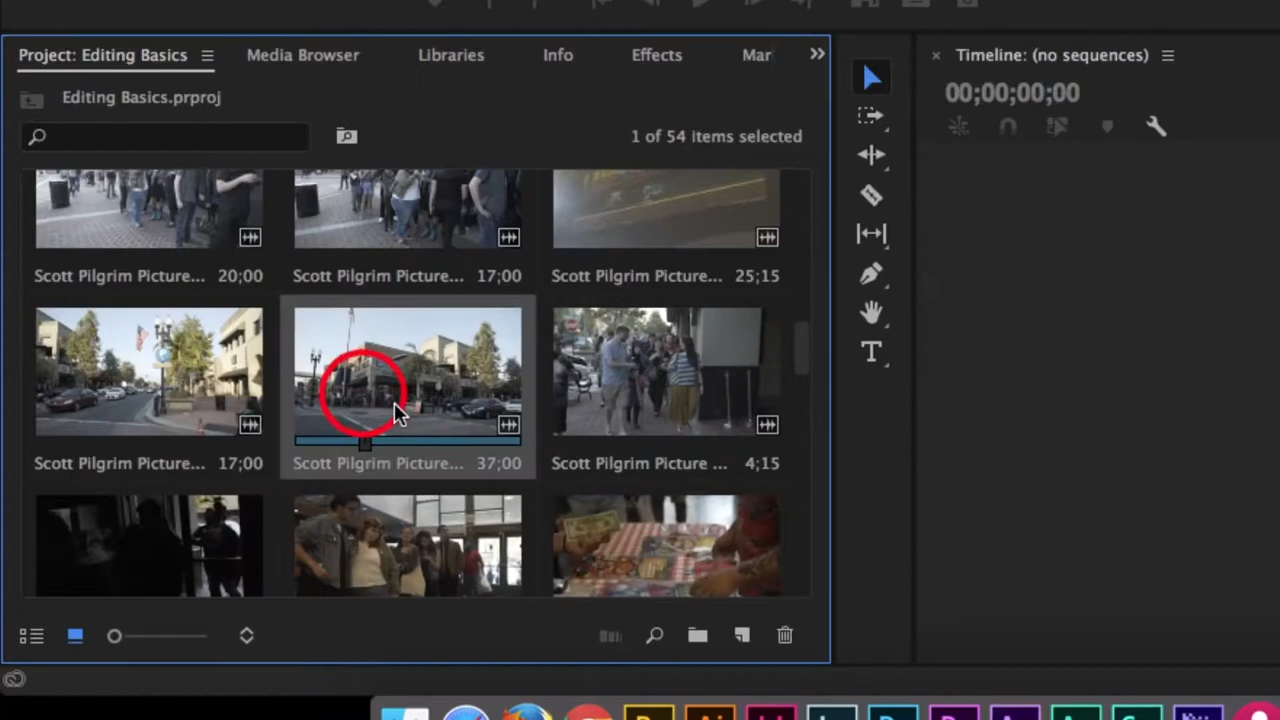 Project: Editing Basics Media Browser Libraries Info Effects Mar
Timeline: (no sequences)
Editing Basics.prproj
00;00;00;00
1 of 54 items selected
Scott Pilgrim Picture... 20;00
Scott Pilgrim Picture... 17;00
Scott Pilgrim Picture... 25;15
Scott Pilgrim Picture... 17;00
Scott Pilgrim Picture... 37;00
Scott Pilgrim Picture ... 4;15